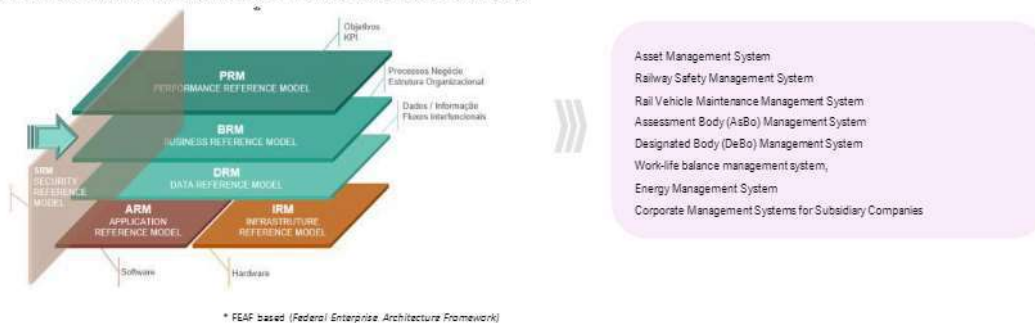 *
Objetivos
KPI
PRM
PERFORMANCE REFERENCE MODEL
Processos Negócio
Estrutura Organizacional
BRM
BUSINESS REFERENCE MODEL
Dados / Informação
Fluxos Interfuncionais
DRM
DATA REFERENCE MODEL
SRM
SECURITY
REFERENCE
MODEL
ARM
APPLICATION
REFERENCE MODEL
IRM
INFRASTRUTURE
REFERENCE MODEL
Software
Hardware
* FEAF based (Federal Enterprise Architecture Framework)
Asset Management System
Railway Safety Management System
Rail Vehicle Maintenance Management System
Assessment Body (AsBo) Management System
Designated Body (DeBo) Management System
Work-life balance management system,
Energy Management System
Corporate Management Systems for Subsidiary Companies